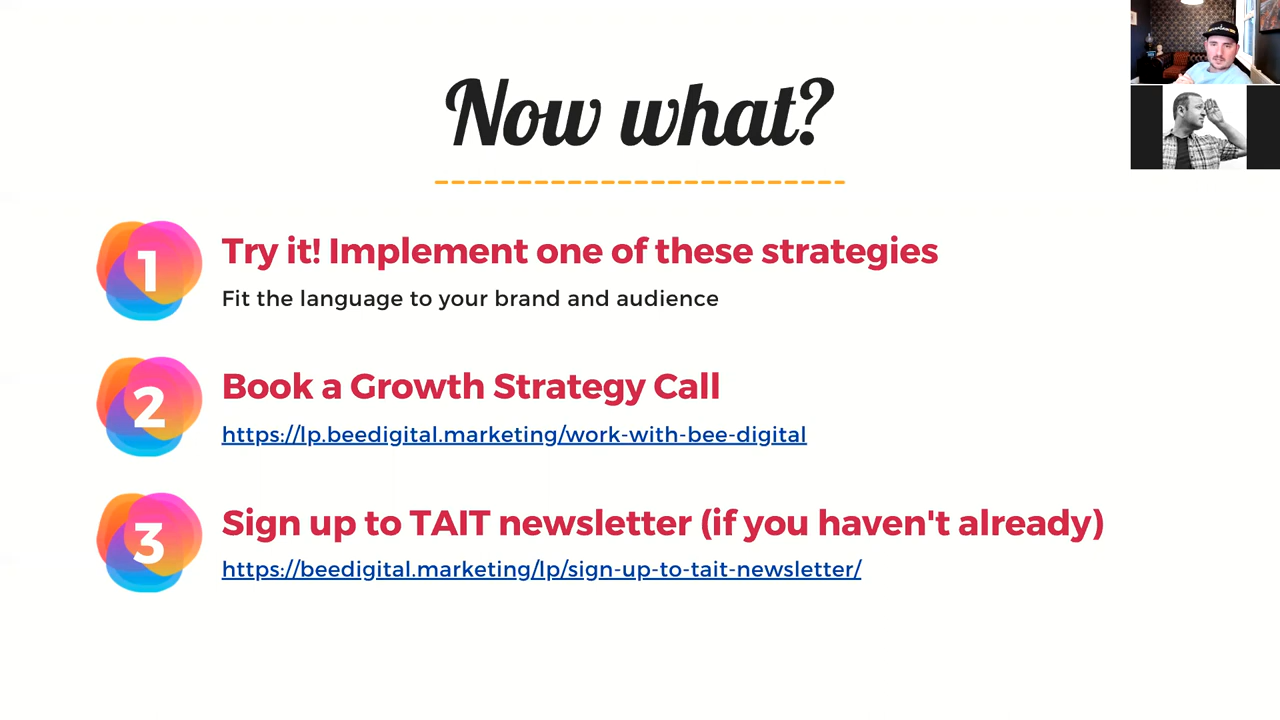 Now what?
1
Try it! Implement one of these strategies
Fit the language to your brand and audience
2
Book a Growth Strategy Call
https://lp.beedigital.marketing/work-with-bee-digital
3
Sign up to TAIT newsletter (if you haven't already)
https://beedigital.marketing/lp/sign-up-to-tait-newsletter/